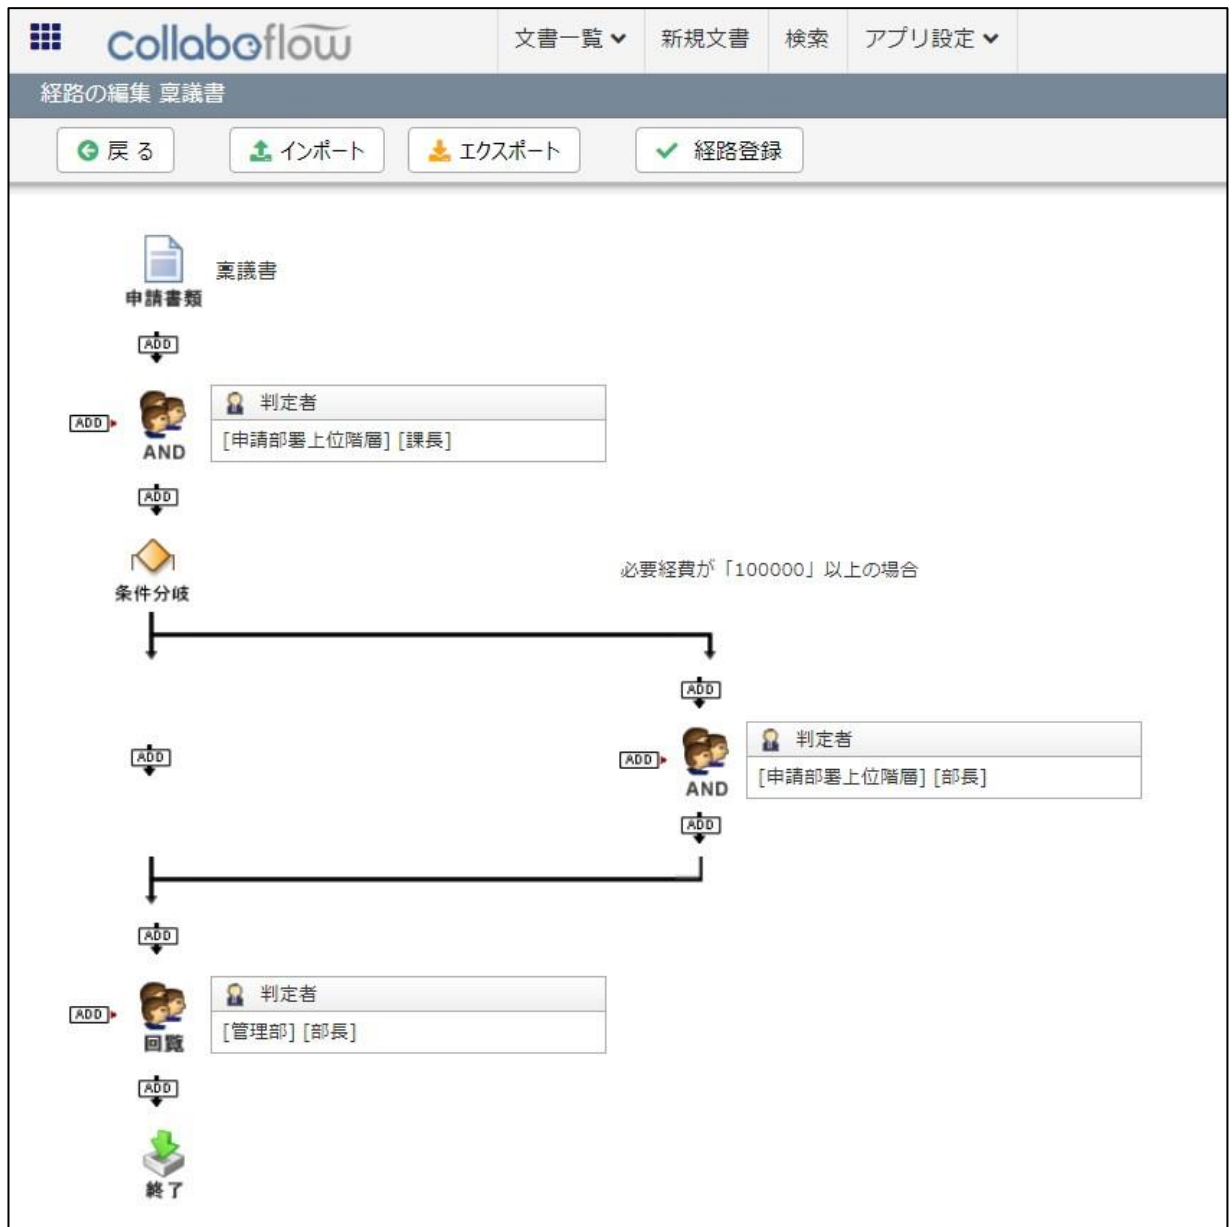 collaboflow 文書一覧 新規文書 検索 アプリ設定
経路の編集 稟議書
戻る インポート エクスポート 経路登録
稟議書
申請書類
ADD
判定者
ADD AND [申請部署上位階層] [課長]
ADD
条件分岐 必要経費が「100000」以上の場合
ADD
判定者
ADD ADD AND [申請部署上位階層] [部長]
ADD
ADD
判定者
ADD 回覧 [管理部] [部長]
ADD
終了